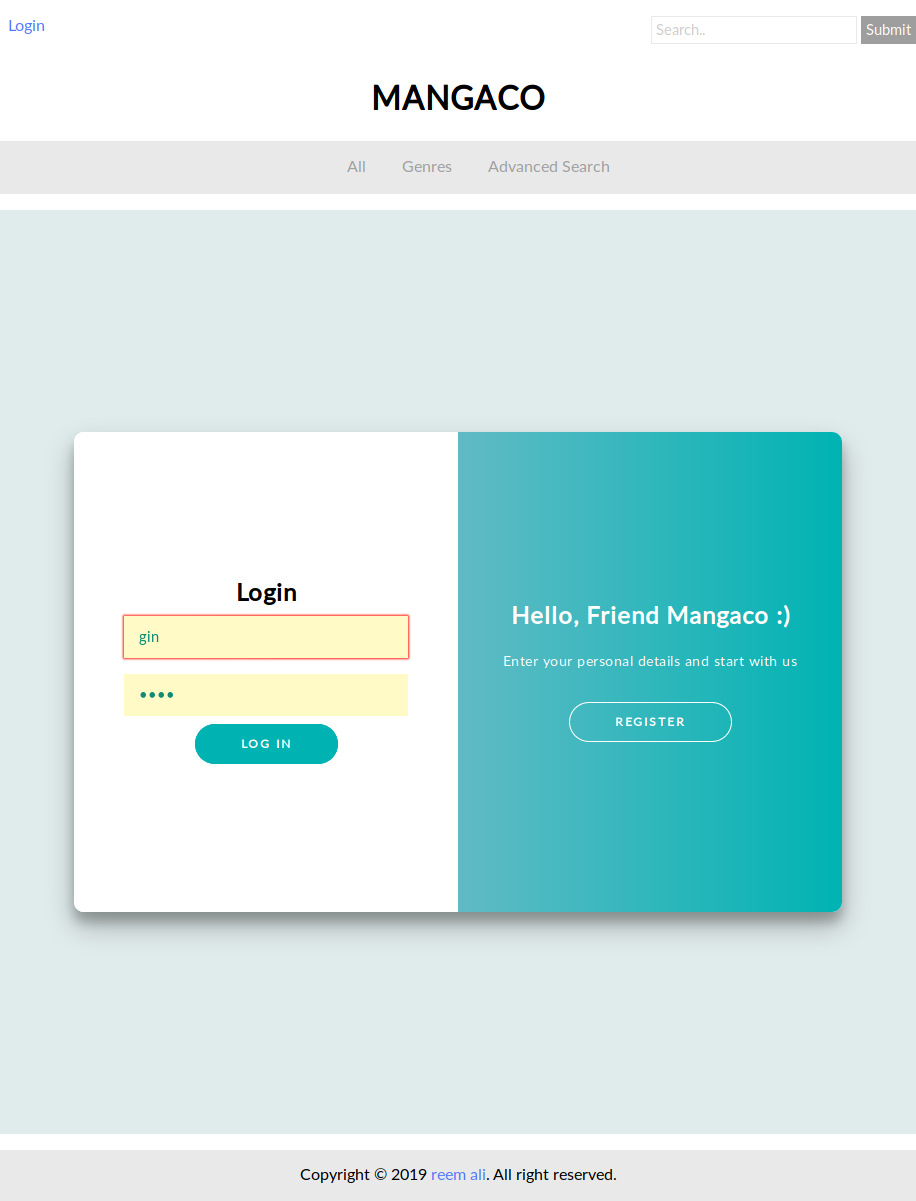 Login
Search..
Submit
MANGACO
All
Genres
Advanced Search
Login
gin
••••
LOG IN
Hello, Friend Mangaco :)
Enter your personal details and start with us
REGISTER
Copyright © 2019 reem ali. All right reserved.